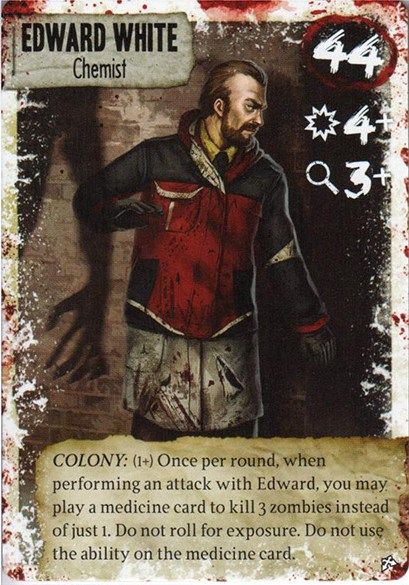 EDWARD WHITE
Chemist
44
4+
3+
COLONY: (1+) Once per round, when
performing an attack with Edward, you may
play a medicine card to kill 3 zombies instead
of just 1. Do not roll for exposure. Do not use
the ability on the medicine card.